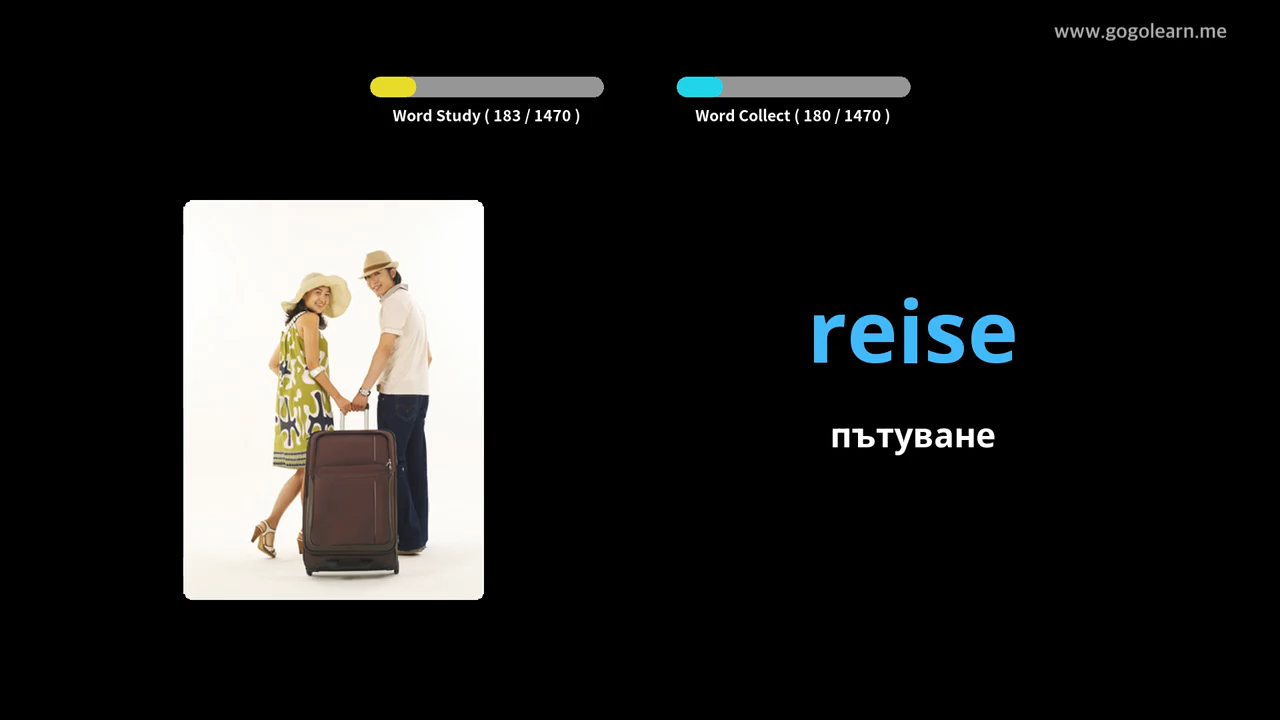 www.gogolearn.me
Word Study ( 183 / 1470 )
Word Collect ( 180 / 1470 )
reise
пътуване